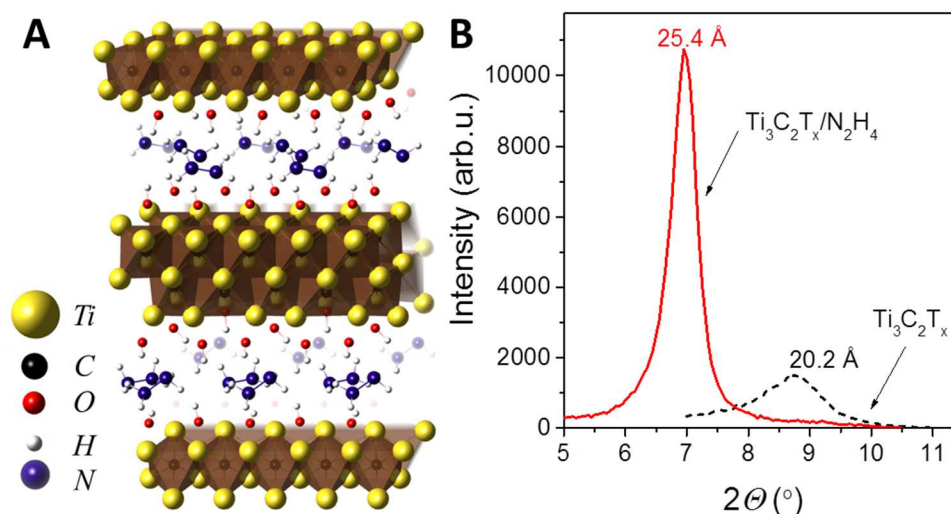 A
Ti
C
O
H
N
B
25.4 Å
Ti₃C₂Tₓ/N₂H₄
Ti₃C₂Tₓ
20.2 Å
Intensity (arb.u.)
10000
8000
6000
4000
2000
0
5 6 7 8 9 10 11
2Θ (°)